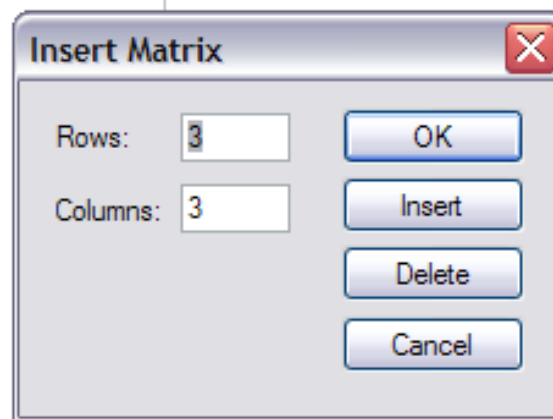 Insert Matrix
Rows: 3
OK
Columns: 3
Insert
Delete
Cancel